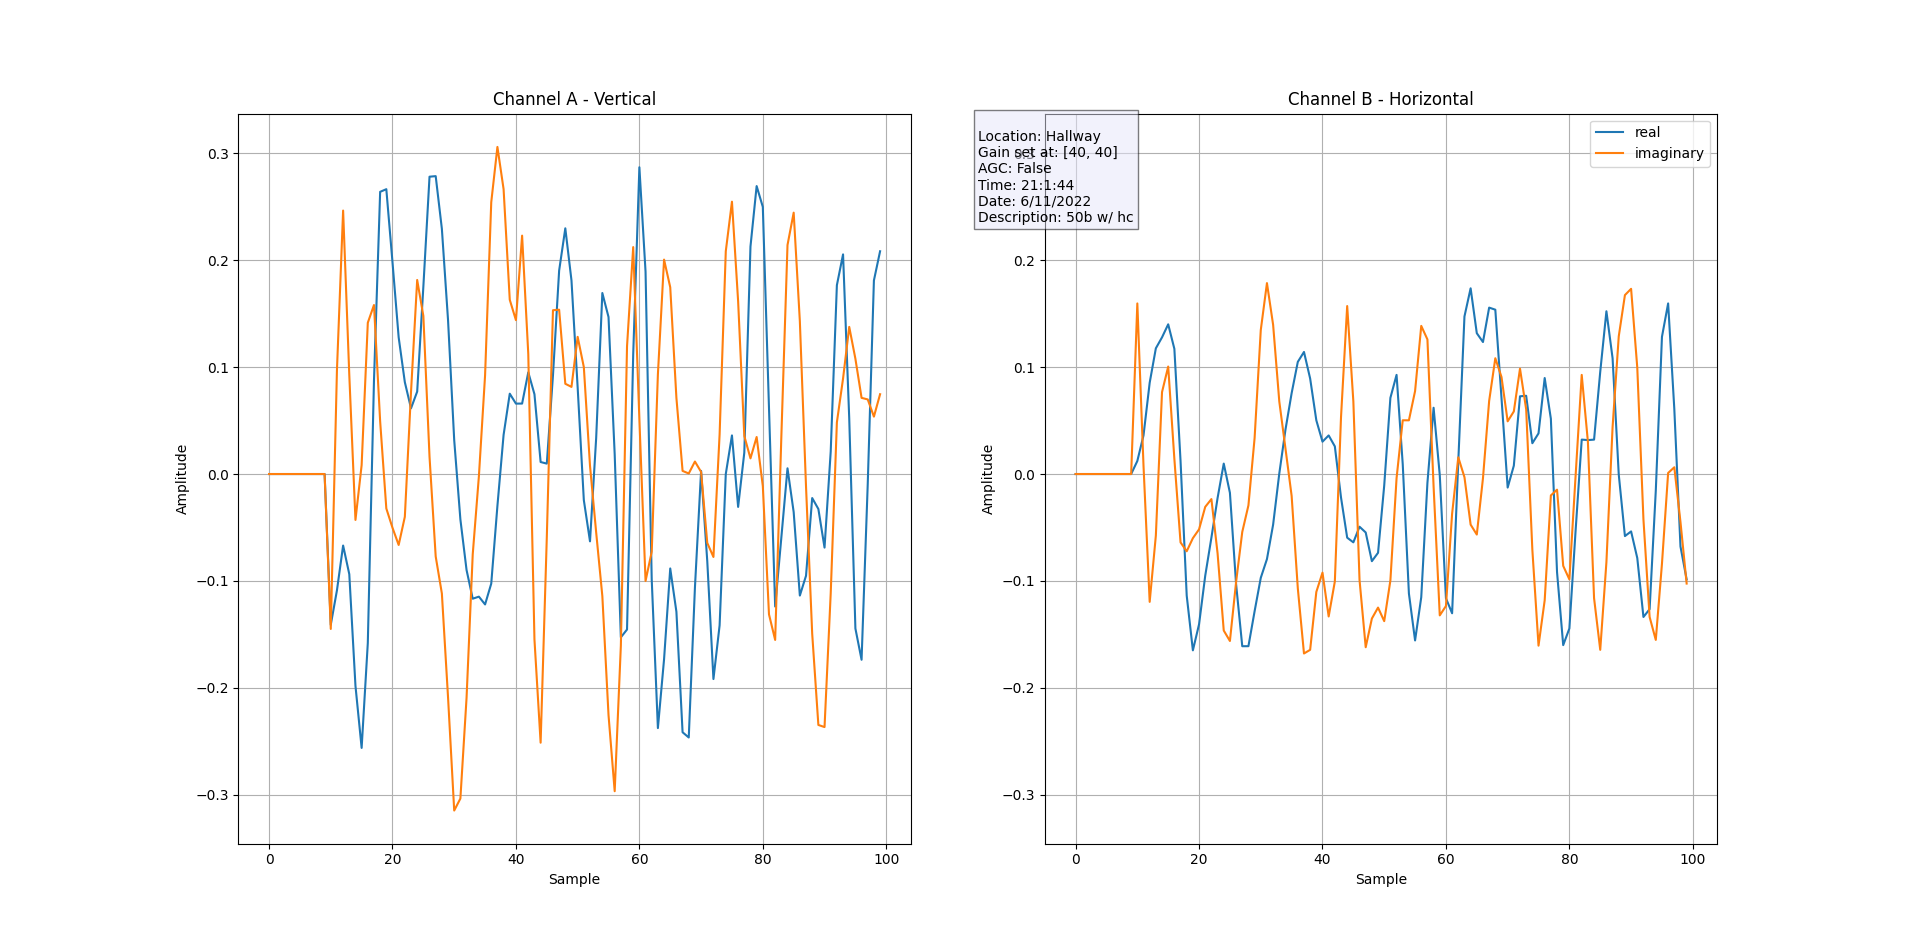 Channel A - Vertical
0.3
0.2
0.1
0.0
−0.1
−0.2
−0.3
Amplitude
0
20
40
60
80
100
Sample
Channel B - Horizontal
Location: Hallway
Gain set at: [40, 40]
AGC: False
Time: 21:1:44
Date: 6/11/2022
Description: 50b w/ hc
real
imaginary
0.3
0.2
0.1
0.0
−0.1
−0.2
−0.3
Amplitude
0
20
40
60
80
100
Sample